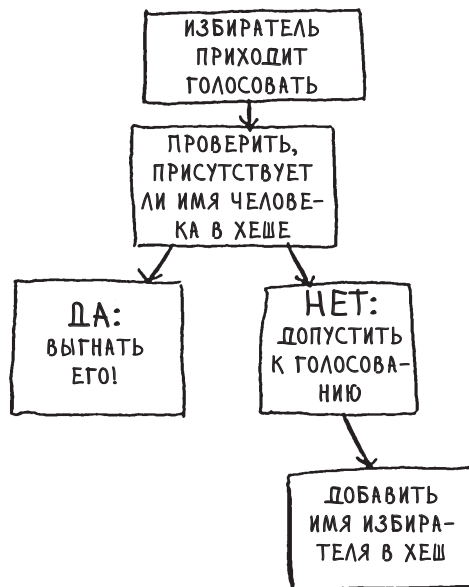 ИЗБИРАТЕЛЬ
ПРИХОДИТ
ГОЛОСОВАТЬ
ПРОВЕРИТЬ,
ПРИСУТСТВУЕТ
ЛИ ИМЯ ЧЕЛОВЕ-
КА В ХЕШЕ
ДА:
ВЫГНАТЬ
ЕГО!
НЕТ:
ДОПУСТИТЬ
К ГОЛОСОВА-
НИЮ
ДОБАВИТЬ
ИМЯ ИЗБИРА-
ТЕЛЯ В ХЕШ